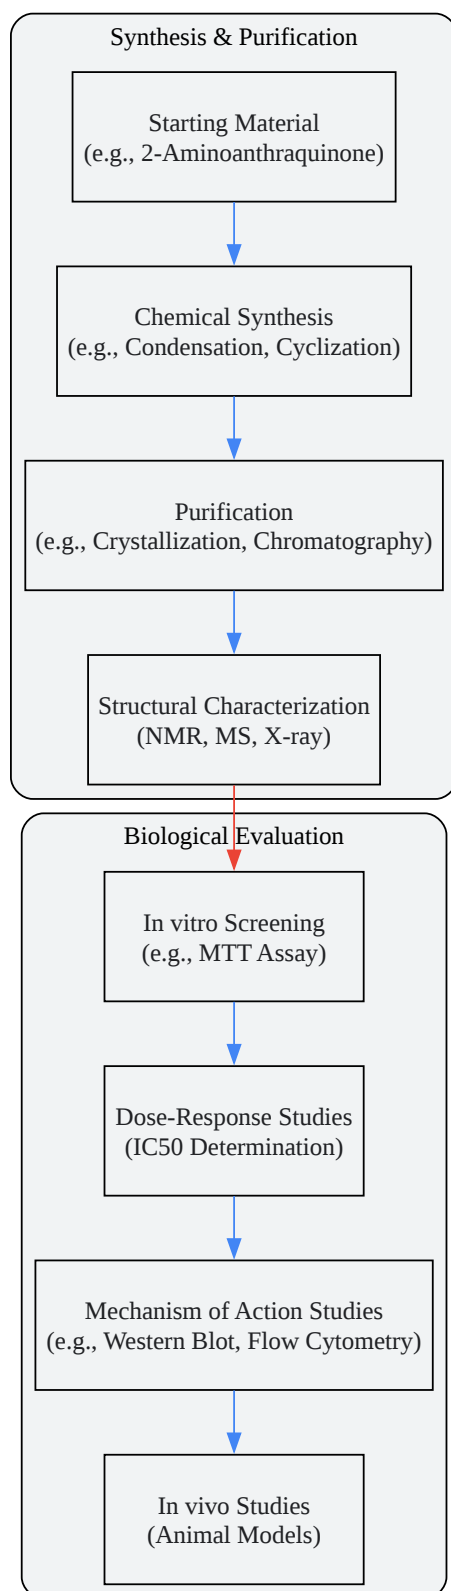 Synthesis & Purification
Starting Material
(e.g., 2-Aminoanthraquinone)
Chemical Synthesis
(e.g., Condensation, Cyclization)
Purification
(e.g., Crystallization, Chromatography)
Structural Characterization
(NMR, MS, X-ray)
Biological Evaluation
In vitro Screening
(e.g., MTT Assay)
Dose-Response Studies
(IC50 Determination)
Mechanism of Action Studies
(e.g., Western Blot, Flow Cytometry)
In vivo Studies
(Animal Models)